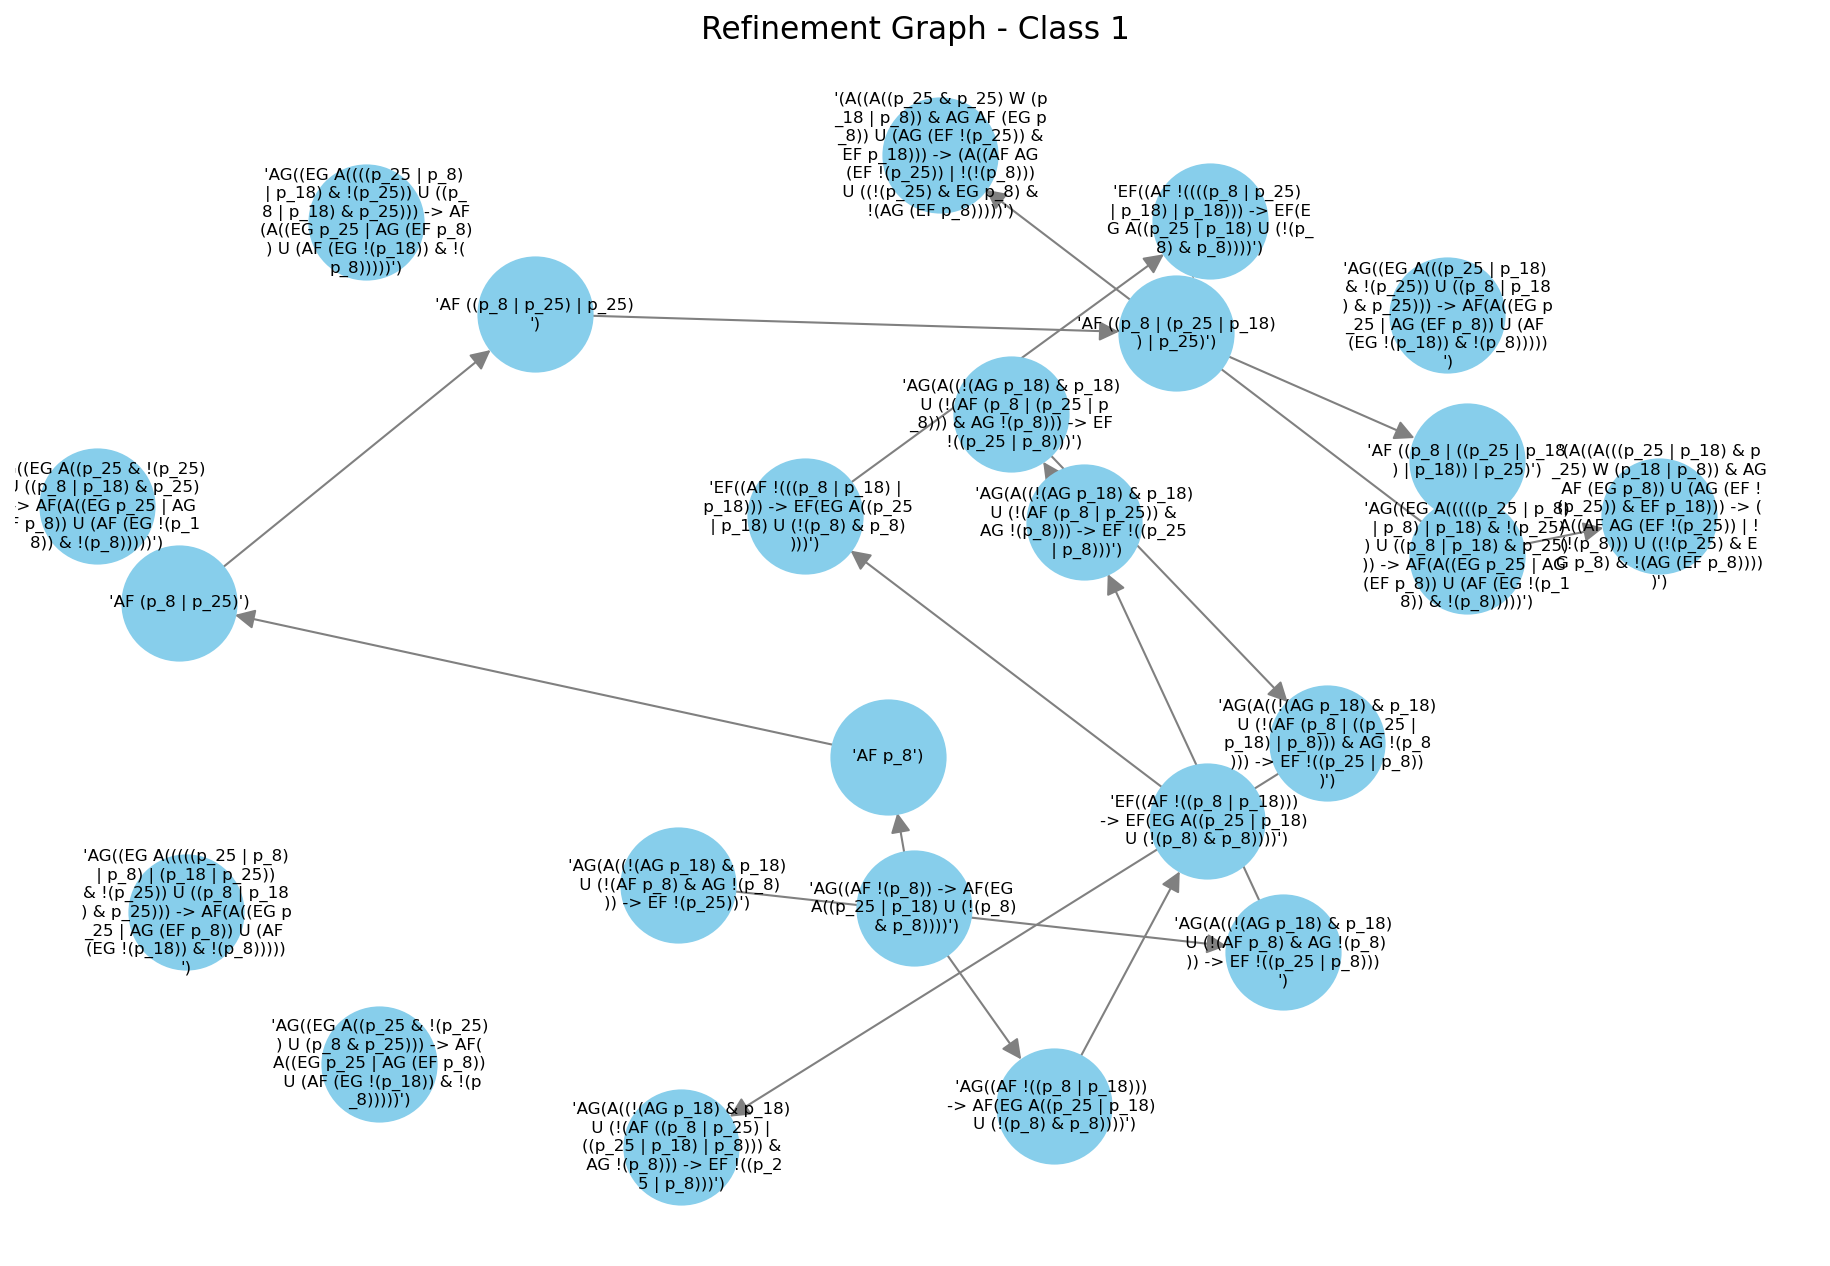 Refinement Graph - Class 1
'(A((A((p_25 & p_25) W (p
_18 | p_8)) & AG AF (EG p
_8)) U (AG (EF !(p_25)) &
EF p_18))) -> (A((AF AG
(EF !(p_25)) | !(!(p_8)))
U ((!(p_25) & EG p_8) &
!(AG (EF p_8)))))')
'AG((EG A((((p_25 | p_8)
| p_18) & !(p_25)) U ((p_
8 | p_18) & p_25))) -> AF
(A((EG p_25 | AG (EF p_8)
) U (AF (EG !(p_18)) & !(
p_8)))))')
'EF((AF !((((p_8 | p_25)
| p_18) | p_18))) -> EF(E
G A((p_25 | p_18) U (!(p_
8) & p_8))))')
'AG((EG A(((p_25 | p_18)
& !(p_25)) U ((p_8 | p_18
) & p_25))) -> AF(A((EG p
_25 | AG (EF p_8)) U (AF
(EG !(p_18)) & !(p_8)))))
')
'AF ((p_8 | p_25) | p_25)
')
'AF ((p_8 | (p_25 | p_18)
) | p_25)')
'AG(A((!(AG p_18) & p_18)
U (!(AF (p_8 | (p_25 | p
_8))) & AG !(p_8))) -> EF
!((p_25 | p_8)))')
'AF ((p_8 | ((p_25 | p_18
) | p_18)) | p_25)')
'(A((A(((p_25 | p_18) & p
_25) W (p_18 | p_8)) & AG
AF (EG p_8)) U (AG (EF !
(p_25)) & EF p_18))) -> (
A((AF AG (EF !(p_25)) | !
(!(p_8))) U ((!(p_25) & E
G p_8) & !(AG (EF p_8))))
)')
((EG A((p_25 & !(p_25)
U ((p_8 | p_18) & p_25)
> AF(A((EG p_25 | AG
F p_8)) U (AF (EG !(p_1
8)) & !(p_8)))))')
'EF((AF !(((p_8 | p_18) |
p_18))) -> EF(EG A((p_25
| p_18) U (!(p_8) & p_8)
)))')
'AG(A((!(AG p_18) & p_18)
U (!(AF (p_8 | p_25)) &
AG !(p_8))) -> EF !((p_25
| p_8)))')
'AG((EG A(((((p_25 | p_8)
| p_8) | p_18) & !(p_25)
) U ((p_8 | p_18) & p_25)
)) -> AF(A((EG p_25 | AG
(EF p_8)) U (AF (EG !(p_1
8)) & !(p_8)))))')
'AF (p_8 | p_25)')
'AG(A((!(AG p_18) & p_18)
U (!(AF (p_8 | ((p_25 |
p_18) | p_8))) & AG !(p_8
))) -> EF !((p_25 | p_8))
)')
'AF p_8')
'EF((AF !((p_8 | p_18)))
-> EF(EG A((p_25 | p_18)
U (!(p_8) & p_8))))')
'AG((EG A(((((p_25 | p_8)
| p_8) | (p_18 | p_25))
& !(p_25)) U ((p_8 | p_18
) & p_25))) -> AF(A((EG p
_25 | AG (EF p_8)) U (AF
(EG !(p_18)) & !(p_8)))))
')
'AG(A((!(AG p_18) & p_18)
U (!(AF p_8) & AG !(p_8)
)) -> EF !(p_25))')
'AG((AF !(p_8)) -> AF(EG
A((p_25 | p_18) U (!(p_8)
& p_8))))')
'AG(A((!(AG p_18) & p_18)
U (!(AF p_8) & AG !(p_8)
)) -> EF !((p_25 | p_8)))
')
'AG((EG A((p_25 & !(p_25)
) U (p_8 & p_25))) -> AF(
A((EG p_25 | AG (EF p_8))
U (AF (EG !(p_18)) & !(p
_8)))))')
'AG(A((!(AG p_18) & p_18)
U (!(AF ((p_8 | p_25) |
((p_25 | p_18) | p_8))) &
AG !(p_8))) -> EF !((p_2
5 | p_8)))')
'AG((AF !((p_8 | p_18)))
-> AF(EG A((p_25 | p_18)
U (!(p_8) & p_8))))')